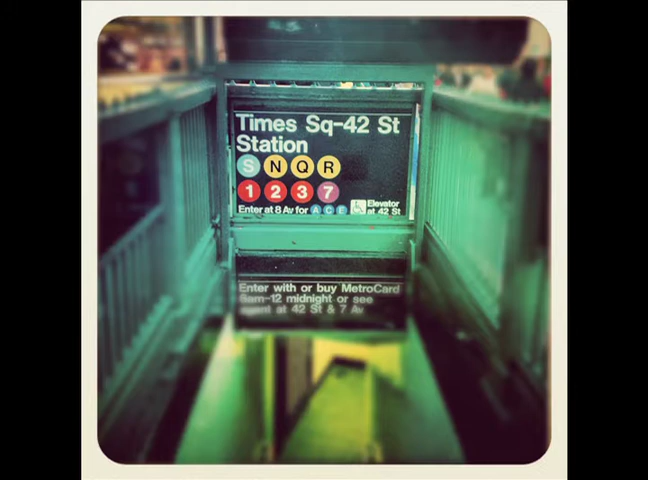 Times Sq-42 St
Station
S N Q R
1 2 3 7
Enter at 8 Av for A C E
Elevator
at 42 St
Enter with or buy MetroCard
6am-12 midnight or see
agent at 42 St & 7 Av